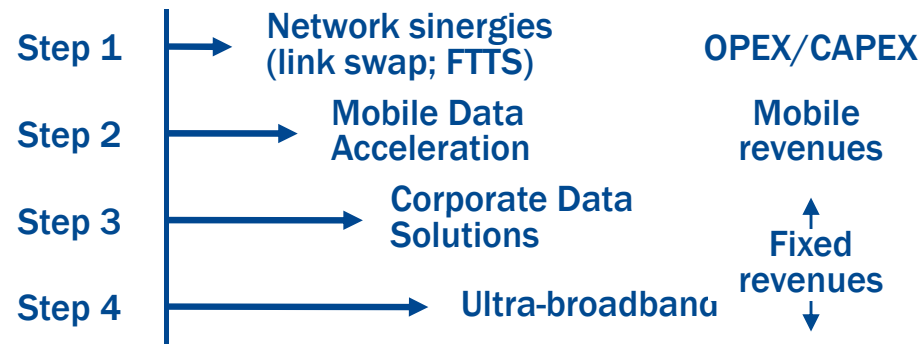 Step 1
Network sinergies
(link swap; FTTS)
OPEX/CAPEX
Step 2
Mobile Data
Acceleration
Mobile
revenues
Step 3
Corporate Data
Solutions
Fixed
revenues
Step 4
Ultra-broadband